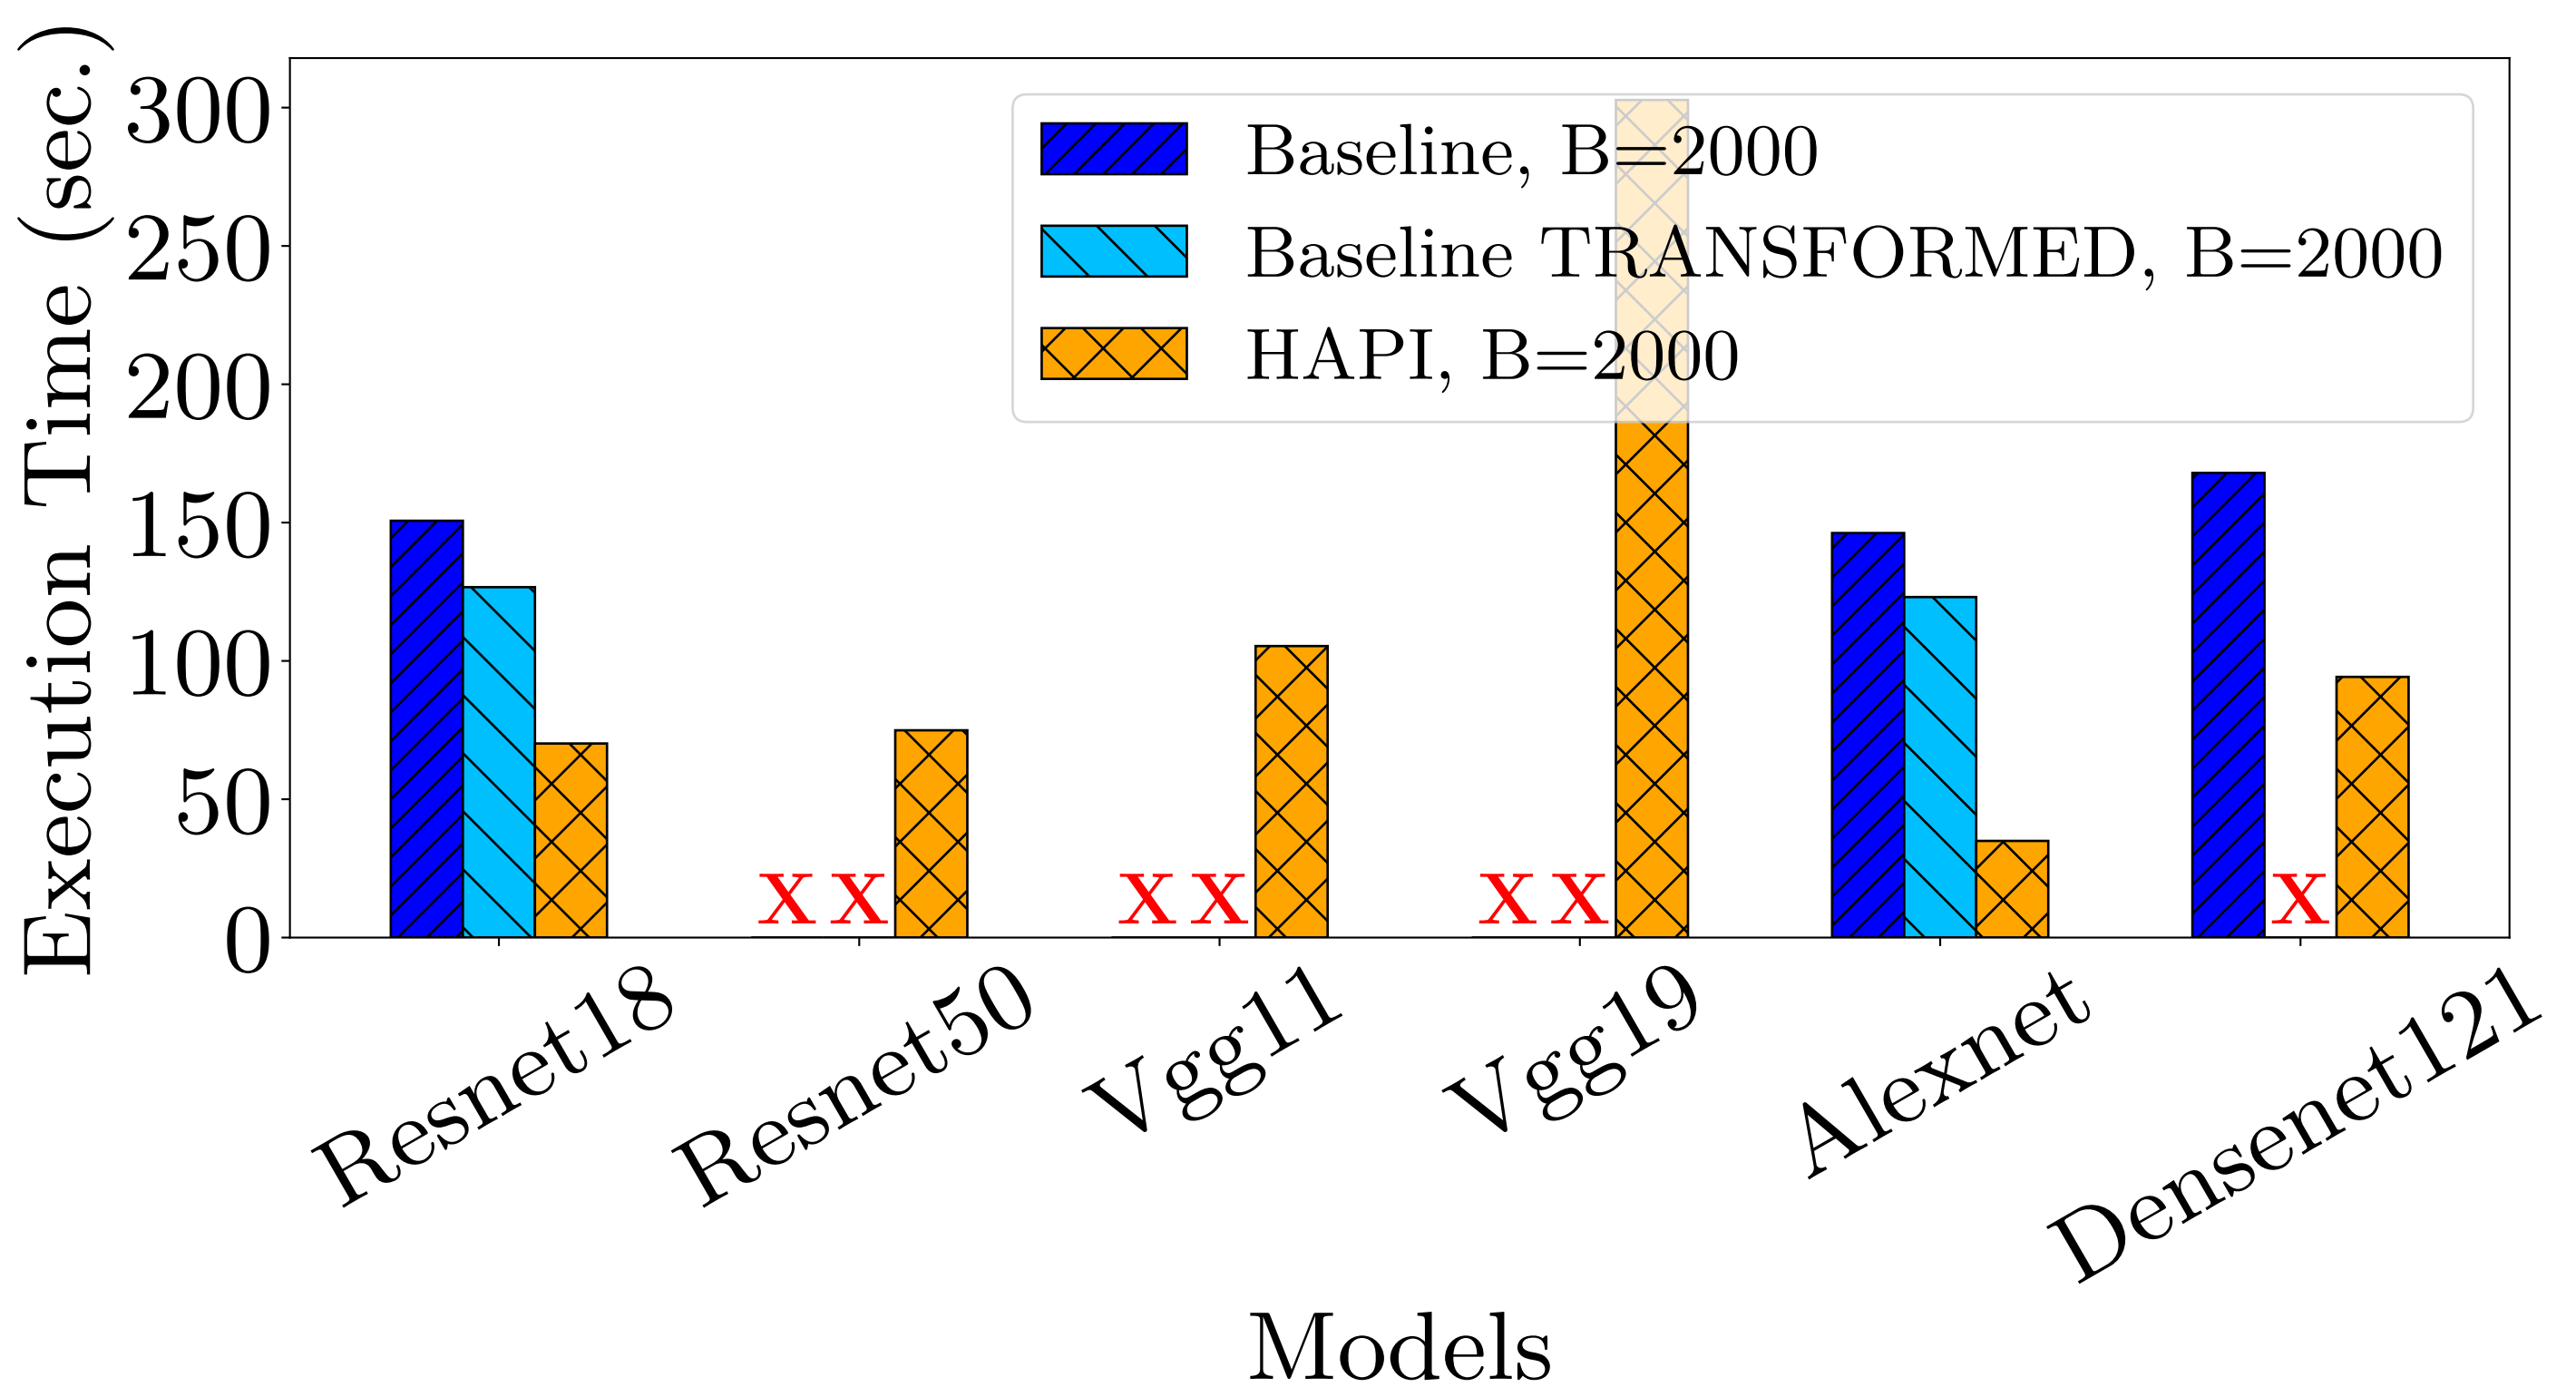 Execution Time (sec.)
300
250
200
150
100
50
0
Baseline, B=2000
Baseline TRANSFORMED, B=2000
HAPI, B=2000
X X X X X X X
Resnet18 Resnet50 Vgg11 Vgg19 Alexnet Densenet121
Models